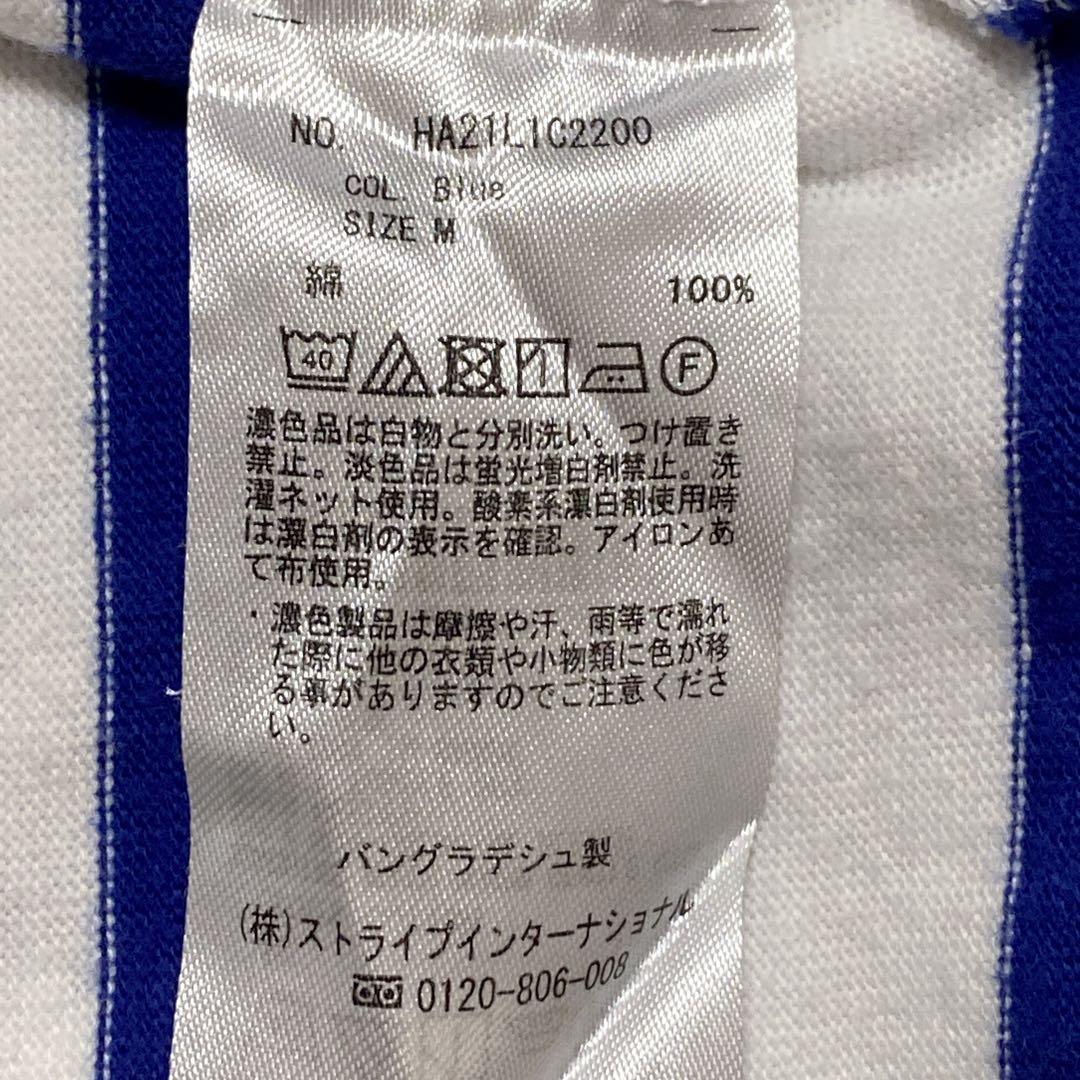 NO. HA21L1C2200
COL Blue
SIZE M
綿 100%
40 F
濃色品は白物と分別洗い。つけ置き
禁止。淡色品は蛍光増白剤禁止。洗
濯ネット使用。酸素系漂白剤使用時
は漂白剤の表示を確認。アイロンあ
て布使用。
・濃色製品は摩擦や汗、雨等で濡れ
た際に他の衣類や小物類に色が移
る事がありますのでご注意くださ
い。
バングラデシュ製
(株)ストライプインターナショナル
0120-806-008